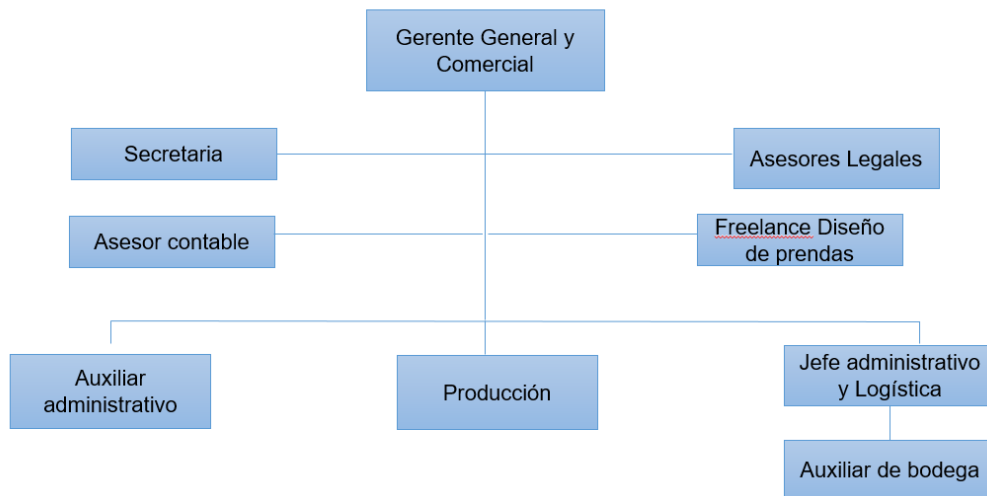 Gerente General y
Comercial
Secretaria
Asesores Legales
Asesor contable
Freelance Diseño
de prendas
Auxiliar
administrativo
Producción
Jefe administrativo
y Logística
Auxiliar de bodega